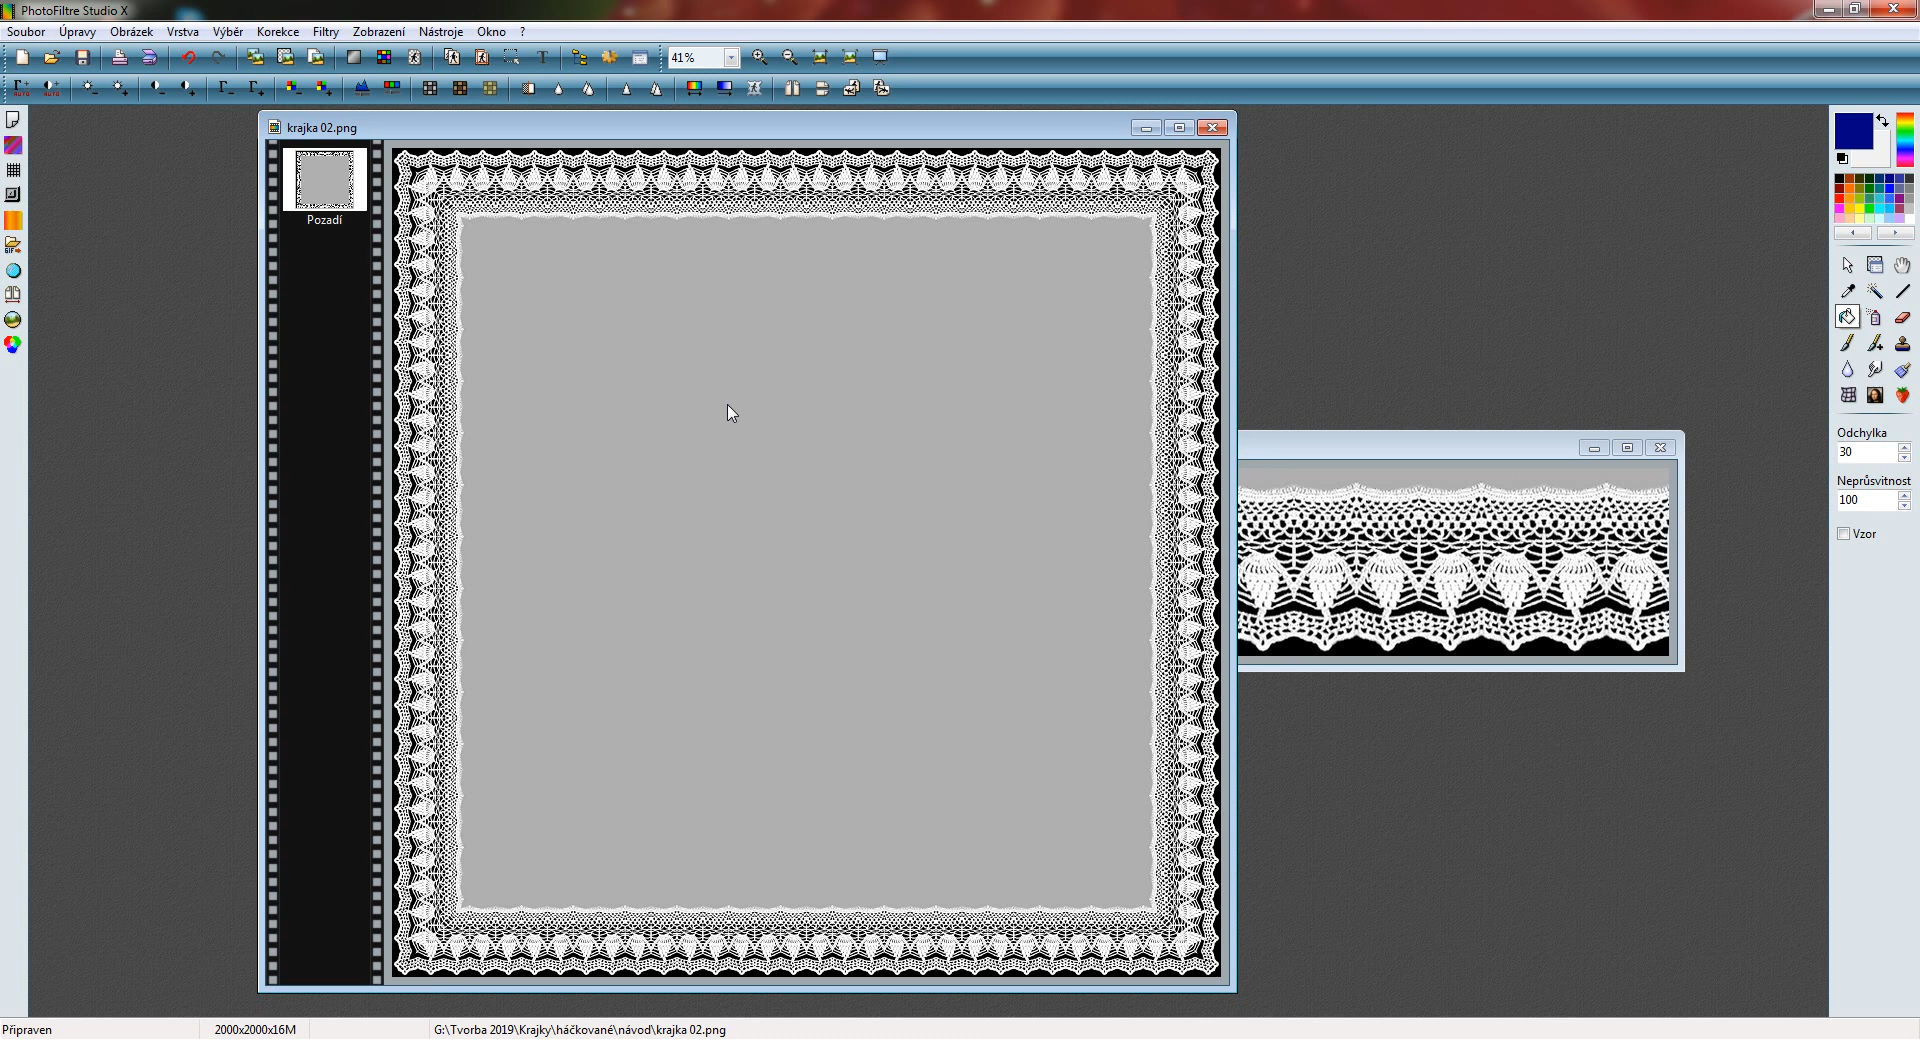 PhotoFiltre Studio X
Soubor Úpravy Obrázek Vrstva Výběr Korekce Filtry Zobrazení Nástroje Okno ?
41%
krajka 02.png
Pozadí
Odchylka
30
Neprůsvitnost
100
Vzor
Připraven 2000x2000x16M G:\Tvorba 2019\Krajky\háčkované\návod\krajka 02.png